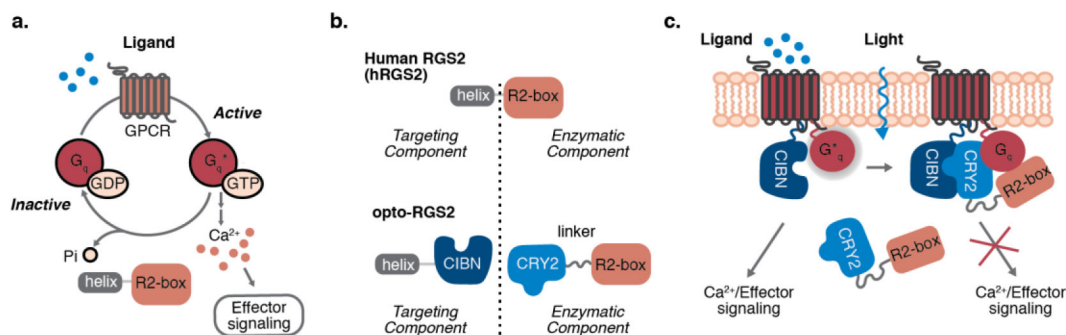 a.
Ligand
GPCR
Active
Gq
GDP
Gq*
GTP
Inactive
Ca2+
Pi
helix
R2-box
Effector
signaling
b.
Human RGS2
(hRGS2)
helix
R2-box
Targeting
Component
Enzymatic
Component
opto-RGS2
linker
helix
CIBN
CRY2
R2-box
Targeting
Component
Enzymatic
Component
c.
Ligand
Light
CIBN
G*q
CIBN
CRY2
Gq
R2-box
CRY2
R2-box
Ca2+/Effector
signaling
Ca2+/Effector
signaling